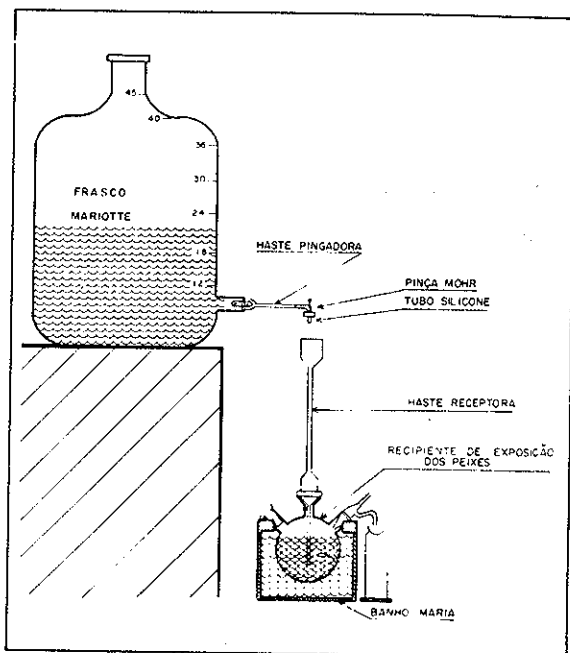 45
40
36
30
FRASCO
MARIOTTE
24
18
12
HASTE PINGADORA
PINÇA MOHR
TUBO SILICONE
HASTE RECEPTORA
RECIPIENTE DE EXPOSIÇÃO
DOS PEIXES
BANHO MARIA